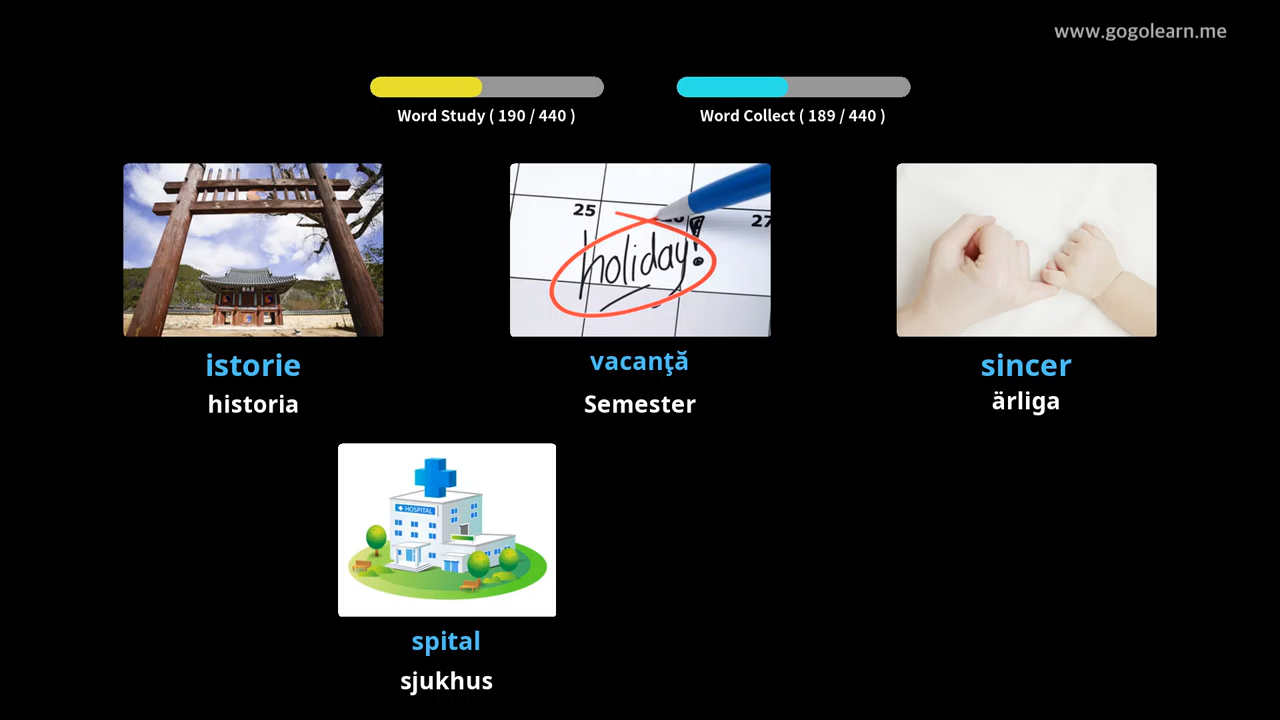 www.gogolearn.me
Word Study ( 190 / 440 )
Word Collect ( 189 / 440 )
25
27
holiday!
istorie
historia
vacanţă
Semester
sincer
ärliga
HOSPITAL
spital
sjukhus